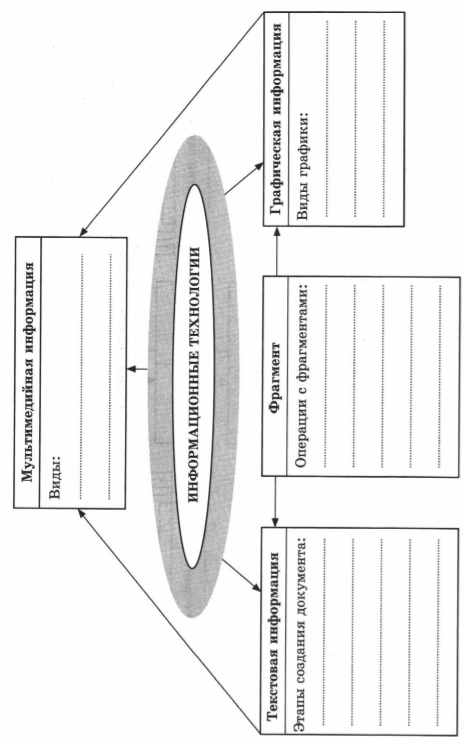 Мультимедийная информация
Виды:
ИНФОРМАЦИОННЫЕ ТЕХНОЛОГИИ
Текстовая информация
Этапы создания документа:
Фрагмент
Операции с фрагментами:
Графическая информация
Виды графики: